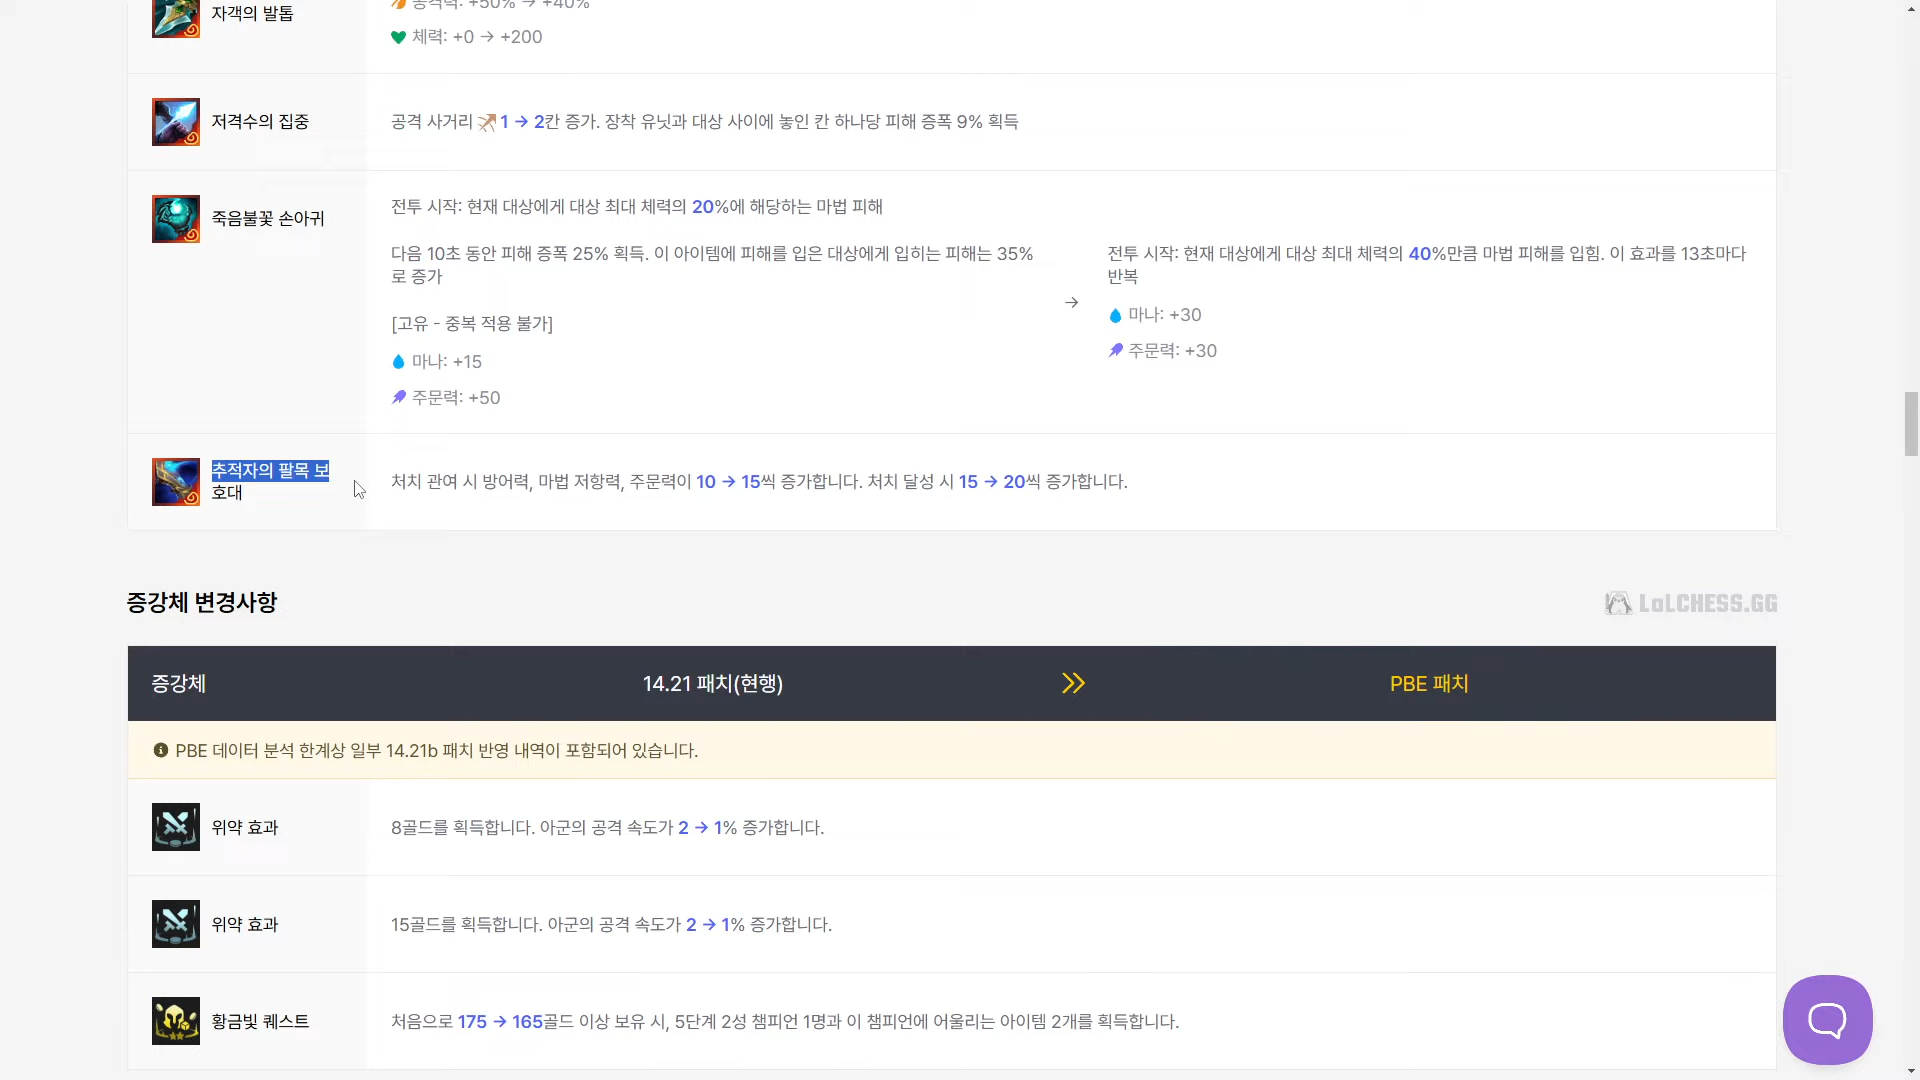 공격력: +50% → +40%
자객의 발톱
체력: +0 → +200
저격수의 집중
공격 사거리 1 → 2칸 증가. 장착 유닛과 대상 사이에 놓인 칸 하나당 피해 증폭 9% 획득
죽음불꽃 손아귀
전투 시작: 현재 대상에게 대상 최대 체력의 20%에 해당하는 마법 피해
다음 10초 동안 피해 증폭 25% 획득. 이 아이템에 피해를 입은 대상에게 입히는 피해는 35%
로 증가
[고유 - 중복 적용 불가]
마나: +15
주문력: +50
→
전투 시작: 현재 대상에게 대상 최대 체력의 40%만큼 마법 피해를 입힘. 이 효과를 13초마다
반복
마나: +30
주문력: +30
추적자의 팔목 보
호대
처치 관여 시 방어력, 마법 저항력, 주문력이 10 → 15씩 증가합니다. 처치 달성 시 15 → 20씩 증가합니다.
증강체 변경사항
LoLCHESS.GG
증강체
14.21 패치(현행)
PBE 패치
PBE 데이터 분석 한계상 일부 14.21b 패치 반영 내역이 포함되어 있습니다.
위약 효과
8골드를 획득합니다. 아군의 공격 속도가 2 → 1% 증가합니다.
위약 효과
15골드를 획득합니다. 아군의 공격 속도가 2 → 1% 증가합니다.
황금빛 퀘스트
처음으로 175 → 165골드 이상 보유 시, 5단계 2성 챔피언 1명과 이 챔피언에 어울리는 아이템 2개를 획득합니다.